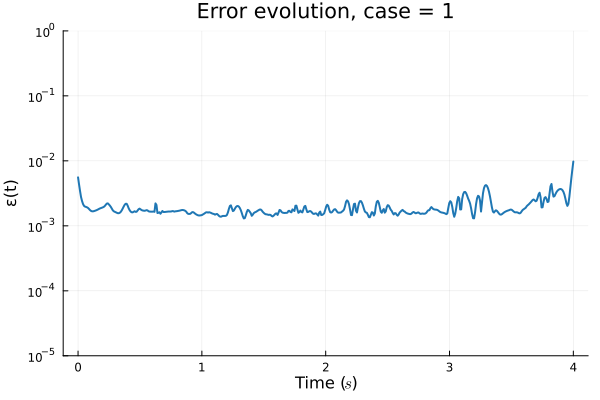 Error evolution, case = 1
10⁰
10⁻¹
10⁻²
10⁻³
10⁻⁴
10⁻⁵
ε(t)
0 1 2 3 4
Time (s)